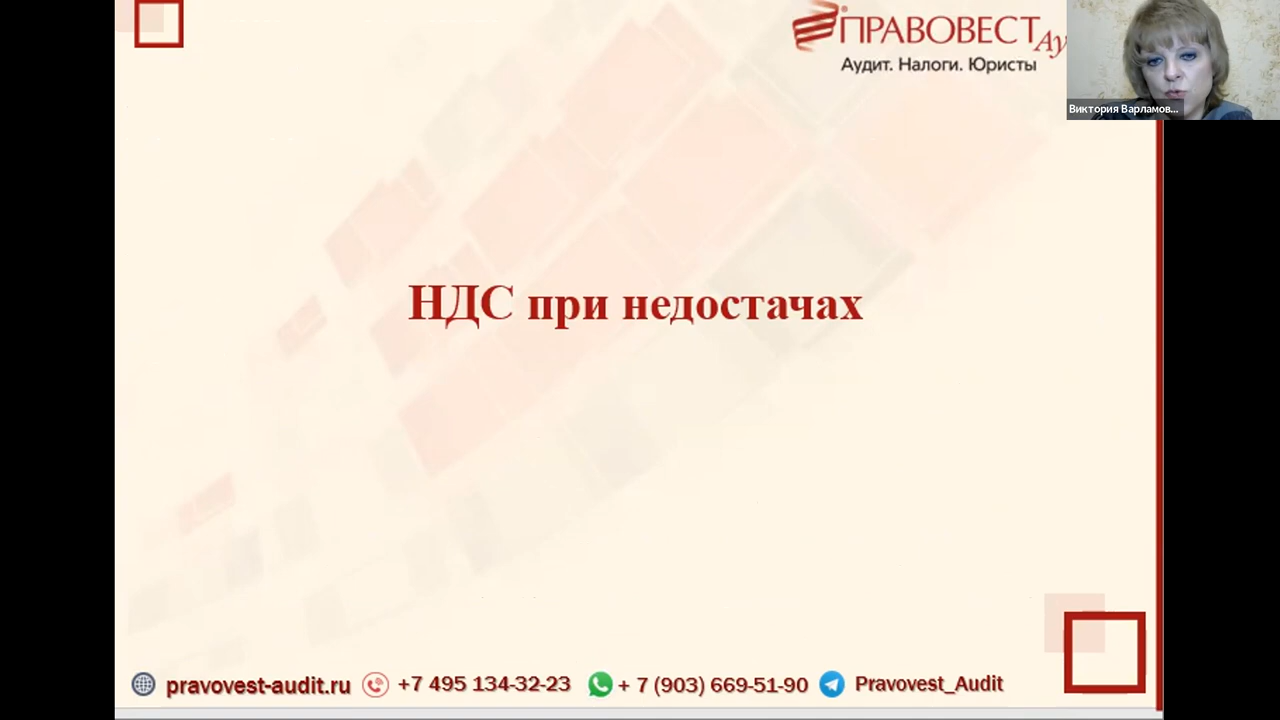 ПРАВОВЕСТ Ау
Аудит. Налоги. Юристы
Виктория Варламов...
НДС при недостачах
pravovest-audit.ru +7 495 134-32-23 + 7 (903) 669-51-90 Pravovest_Audit